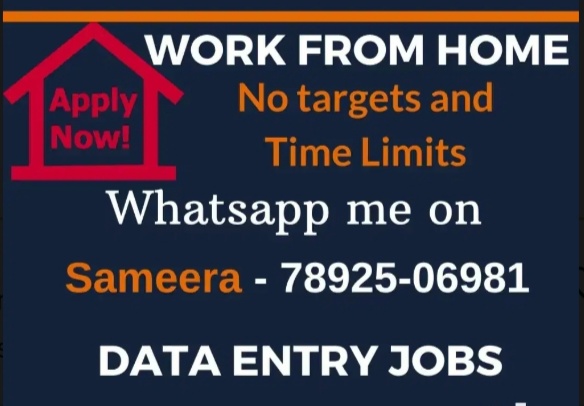 WORK FROM HOME
Apply
Now!
No targets and
Time Limits
Whatsapp me on
Sameera - 78925-06981
DATA ENTRY JOBS